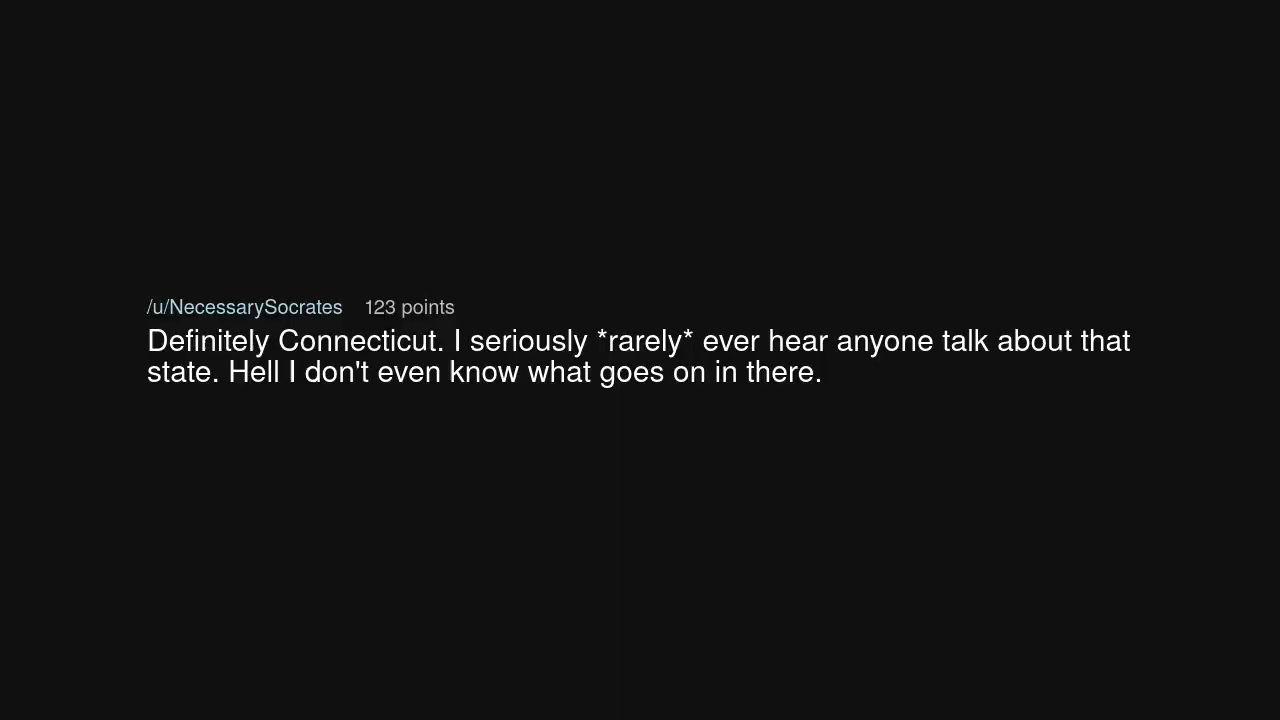 /u/NecessarySocrates 123 points
Definitely Connecticut. I seriously *rarely* ever hear anyone talk about that
state. Hell I don't even know what goes on in there.